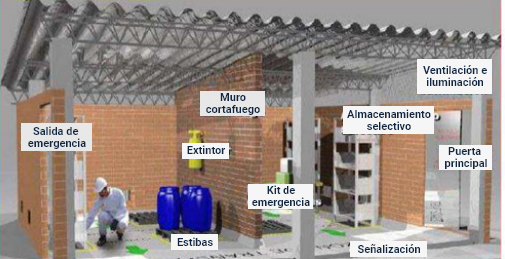 Ventilación e
iluminación
Muro
cortafuego
Almacenamiento
selectivo
Salida de
emergencia
Extintor
Puerta
principal
Kit de
emergencia
Estibas
Señalización